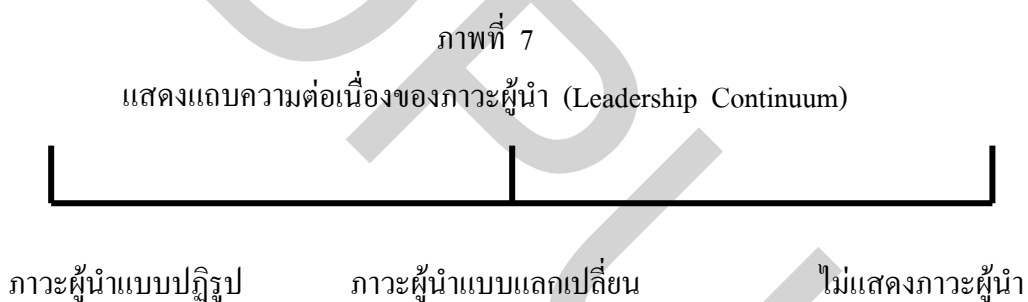 ภาพที่ 7
แสดงแถบความต่อเนื่องของภาวะผู้นำ (Leadership Continuum)
ภาวะผู้นำแบบปฏิรูป ภาวะผู้นำแบบแลกเปลี่ยน ไม่แสดงภาวะผู้นำ